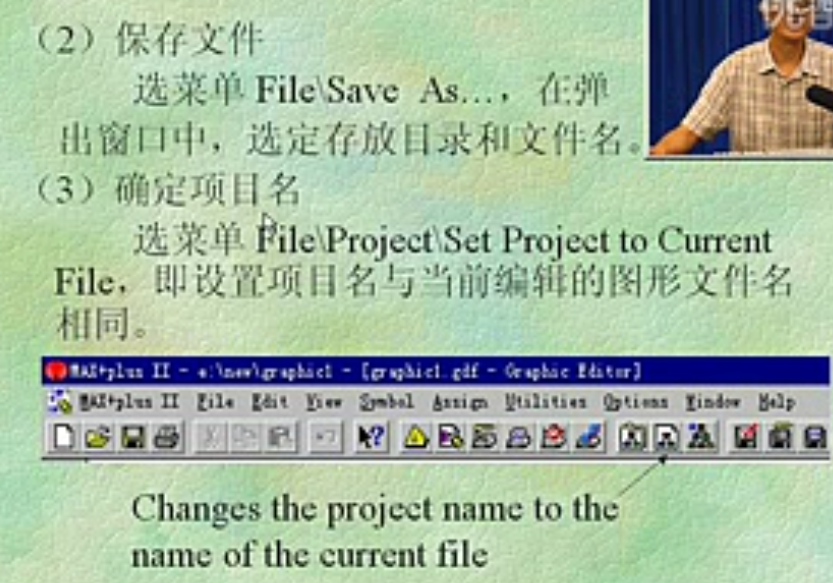 （2）保存文件
选菜单 File\Save As…，在弹
出窗口中，选定存放目录和文件名。
（3）确定项目名
选菜单 File\Project\Set Project to Current
File，即设置项目名与当前编辑的图形文件名
相同。
MAX+plus II - e:\new\graphic1 - [graphic1.gdf - Graphic Editor]
MAX+plus II File Edit View Symbol Assign Utilities Options Window Help
Changes the project name to the
name of the current file